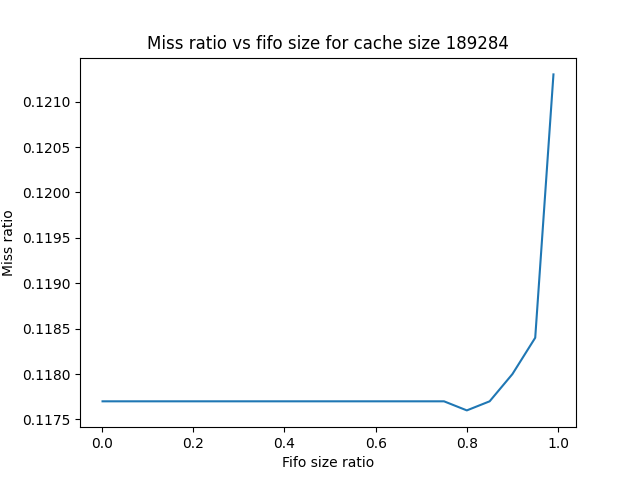 Miss ratio vs fifo size for cache size 189284
0.1210
0.1205
0.1200
0.1195
0.1190
0.1185
0.1180
0.1175
Miss ratio
0.0 0.2 0.4 0.6 0.8 1.0
Fifo size ratio